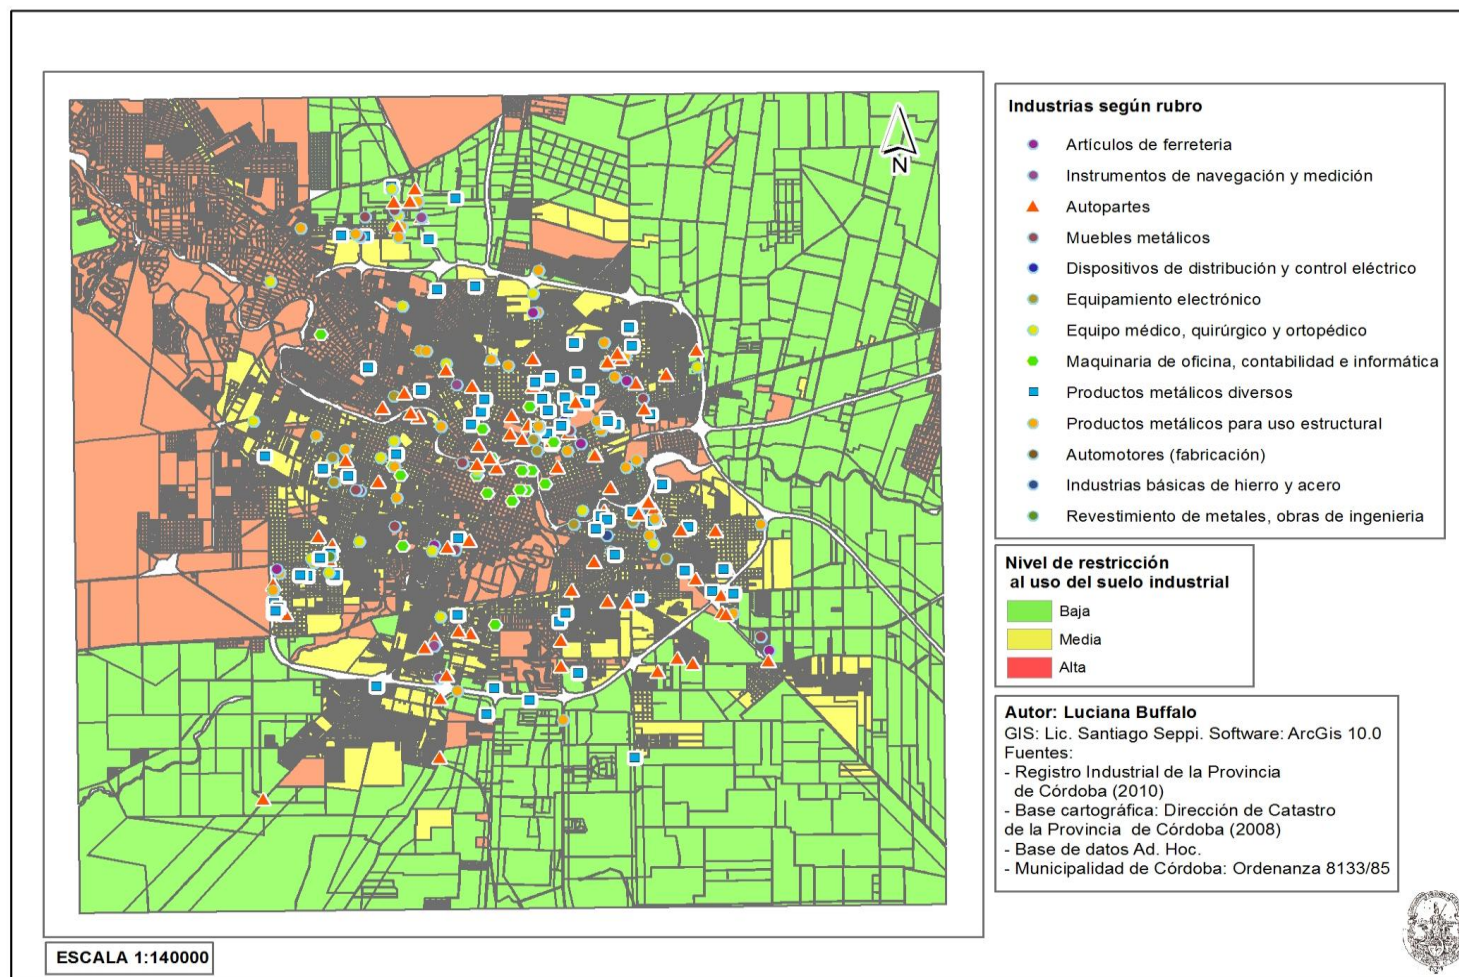 N
Industrias según rubro
Artículos de ferreteria
Instrumentos de navegación y medición
Autopartes
Muebles metálicos
Dispositivos de distribución y control eléctrico
Equipamiento electrónico
Equipo médico, quirúrgico y ortopédico
Maquinaria de oficina, contabilidad e informática
Productos metálicos diversos
Productos metálicos para uso estructural
Automotores (fabricación)
Industrias básicas de hierro y acero
Revestimiento de metales, obras de ingenieria
Nivel de restricción
al uso del suelo industrial
Baja
Media
Alta
Autor: Luciana Buffalo
GIS: Lic. Santiago Seppi. Software: ArcGis 10.0
Fuentes:
- Registro Industrial de la Provincia
de Córdoba (2010)
- Base cartográfica: Dirección de Catastro
de la Provincia de Córdoba (2008)
- Base de datos Ad. Hoc.
- Municipalidad de Córdoba: Ordenanza 8133/85
ESCALA 1:140000